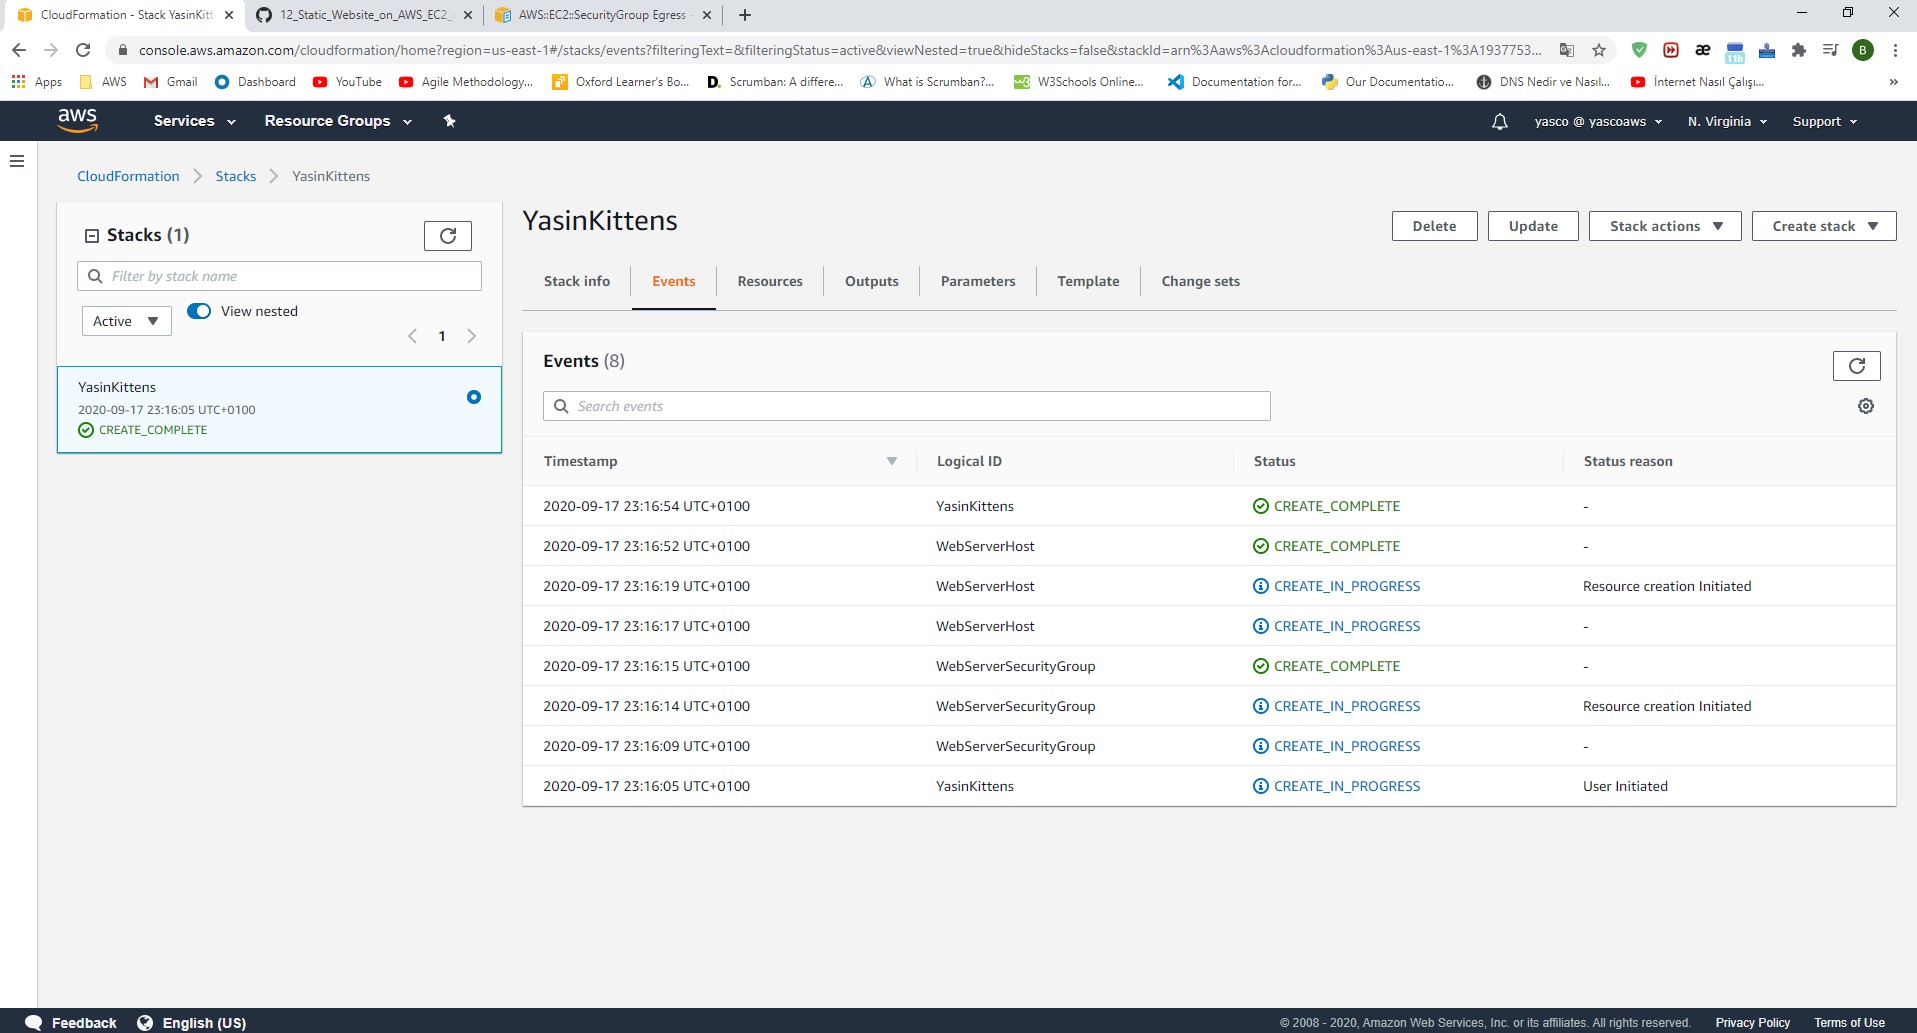 CloudFormation - Stack YasinKitt
12_Static_Website_on_AWS_EC2_
AWS::EC2::SecurityGroup Egress -
console.aws.amazon.com/cloudformation/home?region=us-east-1#/stacks/events?filteringText=&filteringStatus=active&viewNested=true&hideStacks=false&stackId=arn%3Aaws%3Acloudformation%3Aus-east-1%3A1937753...
11h
B
Apps
AWS
Gmail
Dashboard
YouTube
Agile Methodology...
Oxford Learner's Bo...
D. Scrumban: A differe...
What is Scrumban?...
W3Schools Online...
Documentation for...
Our Documentatio...
DNS Nedir ve Nasıl...
İnternet Nasıl Çalışı...
»
aws
Services
Resource Groups
yasco @ yascoaws
N. Virginia
Support
CloudFormation > Stacks > YasinKittens
Stacks (1)
Filter by stack name
Active
View nested
1
YasinKittens
2020-09-17 23:16:05 UTC+0100
CREATE_COMPLETE
YasinKittens
Delete
Update
Stack actions
Create stack
Stack info
Events
Resources
Outputs
Parameters
Template
Change sets
Events (8)
Search events
Timestamp Logical ID Status Status reason
2020-09-17 23:16:54 UTC+0100 YasinKittens CREATE_COMPLETE -
2020-09-17 23:16:52 UTC+0100 WebServerHost CREATE_COMPLETE -
2020-09-17 23:16:19 UTC+0100 WebServerHost CREATE_IN_PROGRESS Resource creation Initiated
2020-09-17 23:16:17 UTC+0100 WebServerHost CREATE_IN_PROGRESS -
2020-09-17 23:16:15 UTC+0100 WebServerSecurityGroup CREATE_COMPLETE -
2020-09-17 23:16:14 UTC+0100 WebServerSecurityGroup CREATE_IN_PROGRESS Resource creation Initiated
2020-09-17 23:16:09 UTC+0100 WebServerSecurityGroup CREATE_IN_PROGRESS -
2020-09-17 23:16:05 UTC+0100 YasinKittens CREATE_IN_PROGRESS User Initiated
Feedback
English (US)
© 2008 - 2020, Amazon Web Services, Inc. or its affiliates. All rights reserved.
Privacy Policy
Terms of Use